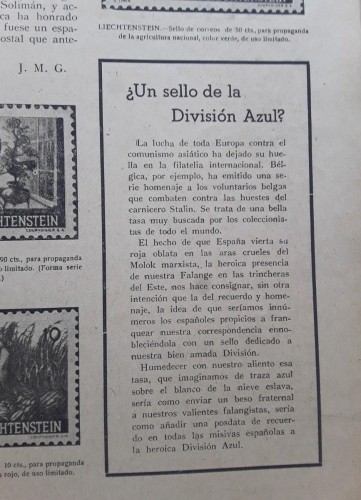 Solimán, y ac-
ca ha honrado
fuese un espa-
ostal que ante-
J. M. G.
LIECHTENSTEIN.—Sello de correos de 30 cts., para propaganda
de la agricultura nacional, color verde, de uso limitado.
HTENSTEIN
90 cts., para propaganda
o limitado. (Forma serie
.)
10
HTENSTEIN
10 cts., para propaganda
rojo, de uso limitado.
¿Un sello de la
División Azul?
La lucha de toda Europa contra el
comunismo asiático ha dejado su hue-
lla en la filatelia internacional. Bél-
gica, por ejemplo, ha emitido una se-
rie homenaje a los voluntarios belgas
que combaten contra las huestes del
carnicero Stalin. Se trata de una bella
tasa muy buscada por los coleccionis-
tas de todo el mundo.
El hecho de que España vierta su
roja oblata en las aras crueles del
Molok marxista, la heroica presencia
de nuestra Falange en las trincheras
del Este, nos hace consignar, sin otra
intención que la del recuerdo y home-
naje, la idea de que seríamos innú-
meros los españoles propicios a fran-
quear nuestra correspondencia enno-
bleciéndola con un sello dedicado a
nuestra bien amada División.
Humedecer con nuestro aliento esa
tasa, que imaginamos de traza azul
sobre el blanco de la nieve eslava,
sería como enviar un beso fraternal
a nuestros valientes falangistas, sería
como añadir una posdata de recuer-
do en todas las misivas españolas a
la heroica División Azul.